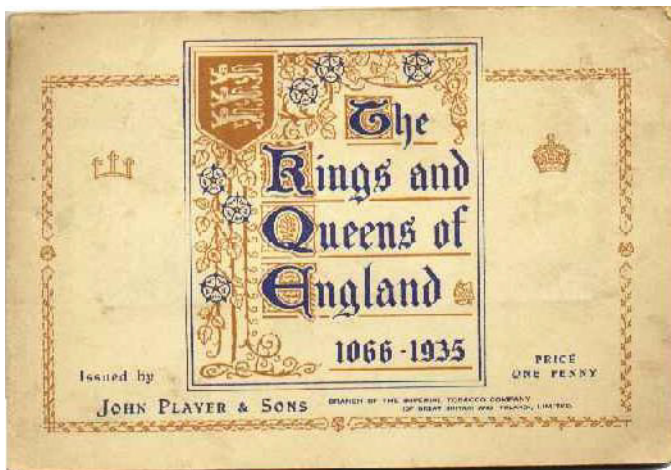 The
Kings and
Queens of
England
1066-1935
Issued by
JOHN PLAYER & SONS
BRANCH OF THE IMPERIAL TOBACCO COMPANY
OF GREAT BRITAIN AND IRELAND, LIMITED
PRICE
ONE PENNY